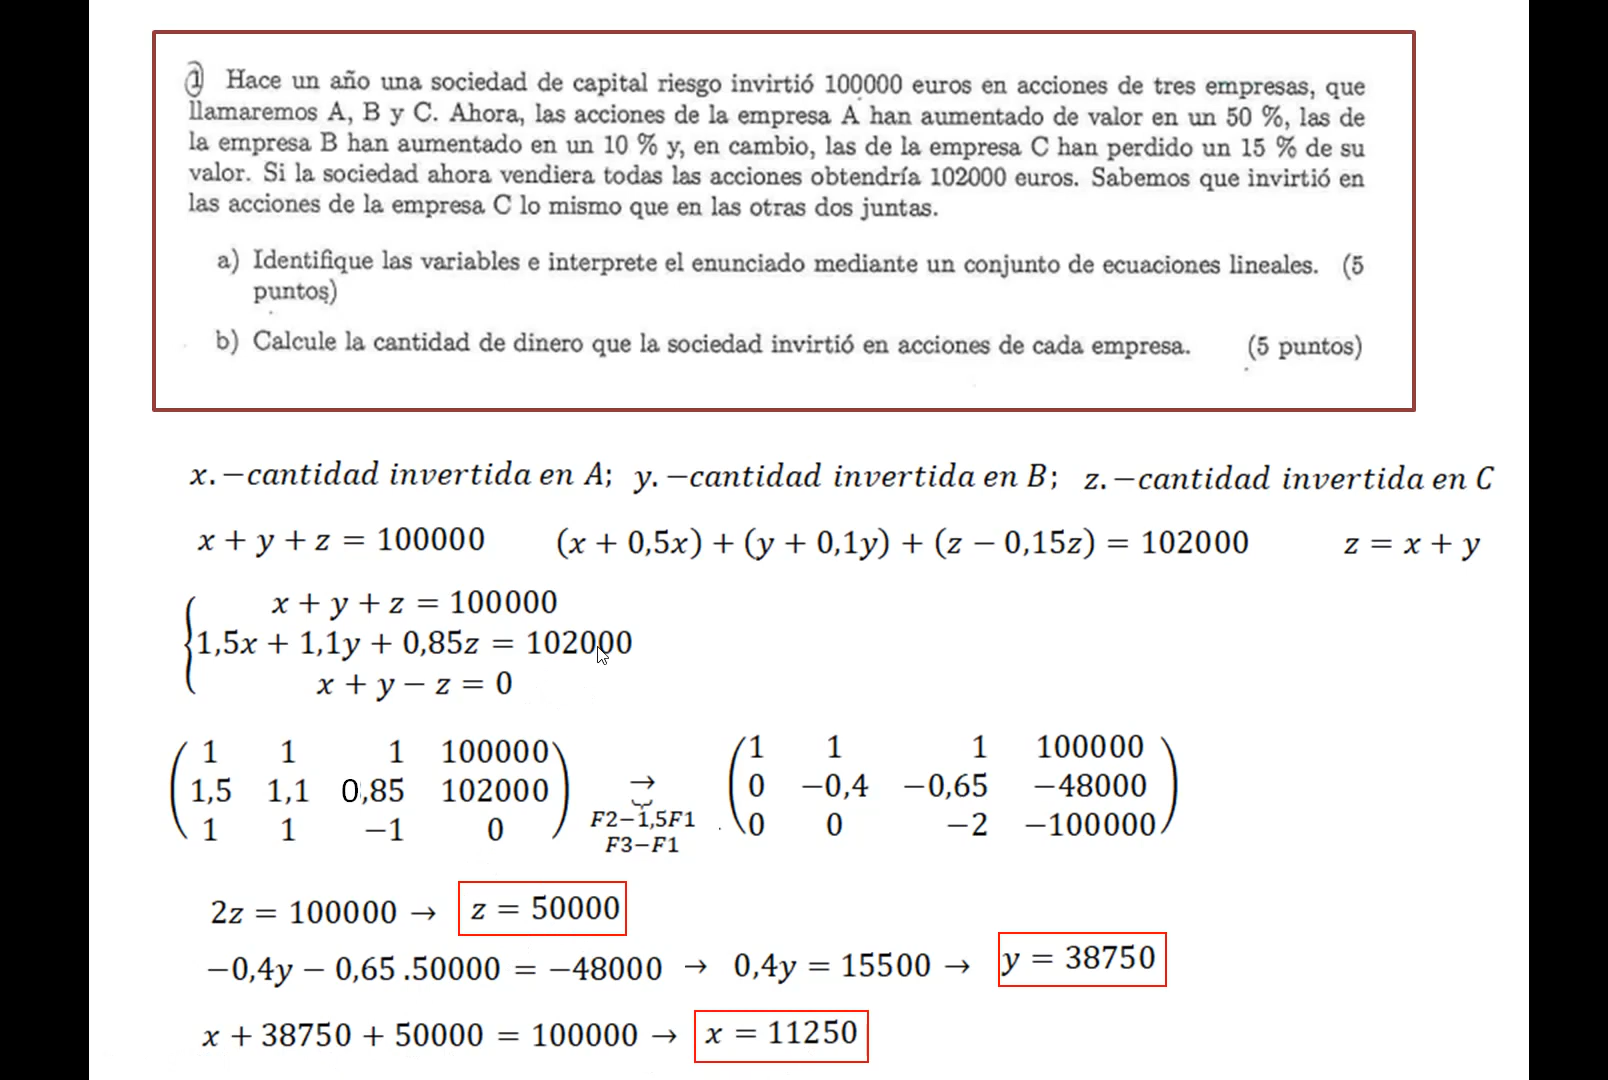 1) Hace un año una sociedad de capital riesgo invirtió 100000 euros en acciones de tres empresas, que
llamaremos A, B y C. Ahora, las acciones de la empresa A han aumentado de valor en un 50 %, las de
la empresa B han aumentado en un 10 % y, en cambio, las de la empresa C han perdido un 15 % de su
valor. Si la sociedad ahora vendiera todas las acciones obtendría 102000 euros. Sabemos que invirtió en
las acciones de la empresa C lo mismo que en las otras dos juntas.
a) Identifique las variables e interprete el enunciado mediante un conjunto de ecuaciones lineales. (5
puntos)
b) Calcule la cantidad de dinero que la sociedad invirtió en acciones de cada empresa. (5 puntos)
x.−cantidad invertida en A; y.−cantidad invertida en B; z.−cantidad invertida en C
x + y + z = 100000 (x + 0,5x) + (y + 0,1y) + (z − 0,15z) = 102000 z = x + y
x + y + z = 100000
1,5x + 1,1y + 0,85z = 102000
x + y − z = 0
1 1 1 100000 1 1 1 100000
1,5 1,1 0,85 102000 → 0 −0,4 −0,65 −48000
1 1 −1 0 F2−1,5F1 0 0 −2 −100000
F3−F1
2z = 100000 → z = 50000
−0,4y − 0,65 .50000 = −48000 → 0,4y = 15500 → y = 38750
x + 38750 + 50000 = 100000 → x = 11250